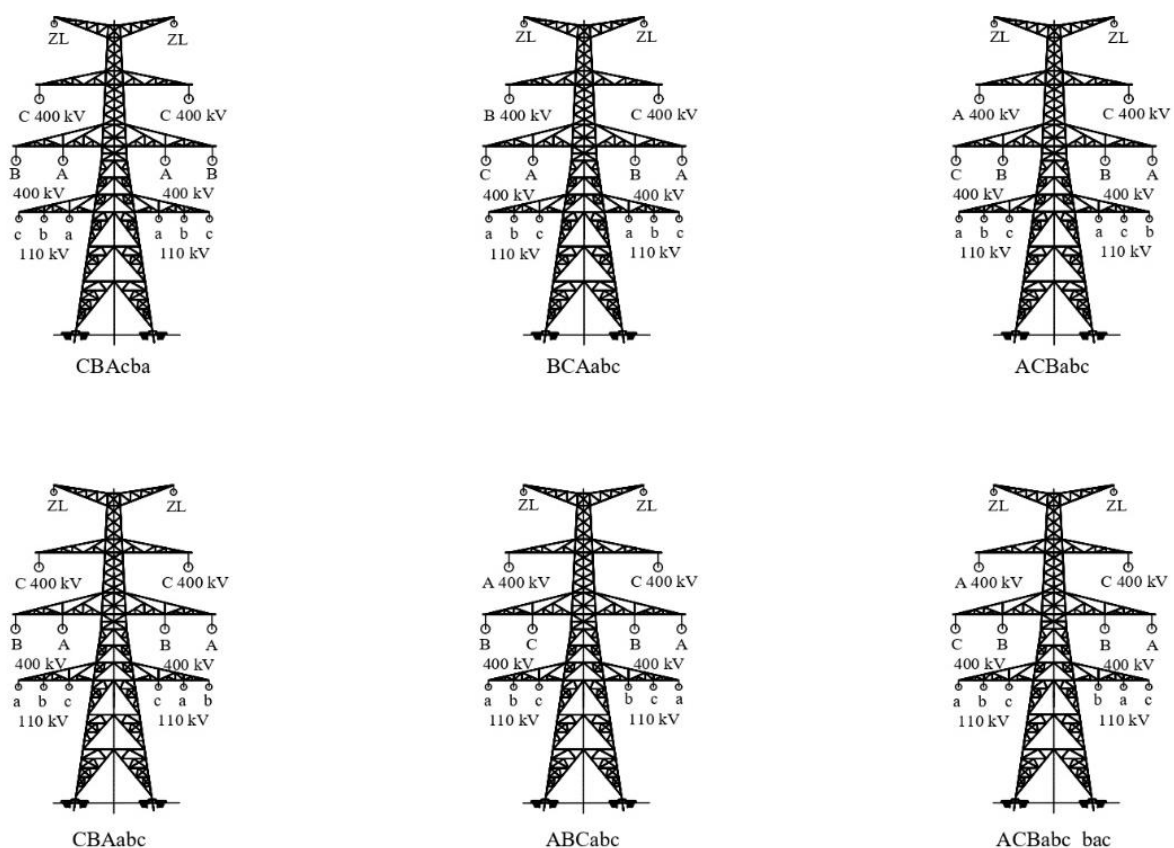 ZL ZL
C 400 kV C 400 kV
B A A B
400 kV 400 kV
c b a a b c
110 kV 110 kV
CBAcba
ZL ZL
B 400 kV C 400 kV
C A B A
400 kV 400 kV
a b c a b c
110 kV 110 kV
BCAabc
ZL ZL
A 400 kV C 400 kV
C B B A
400 kV 400 kV
a b c a c b
110 kV 110 kV
ACBabc
ZL ZL
C 400 kV C 400 kV
B A B A
400 kV 400 kV
a b c c a b
110 kV 110 kV
CBAabc
ZL ZL
A 400 kV C 400 kV
B C B A
400 kV 400 kV
a b c b c a
110 kV 110 kV
ABCabc
ZL ZL
A 400 kV C 400 kV
C B B A
400 kV 400 kV
a b c b a c
110 kV 110 kV
ACBabc bac